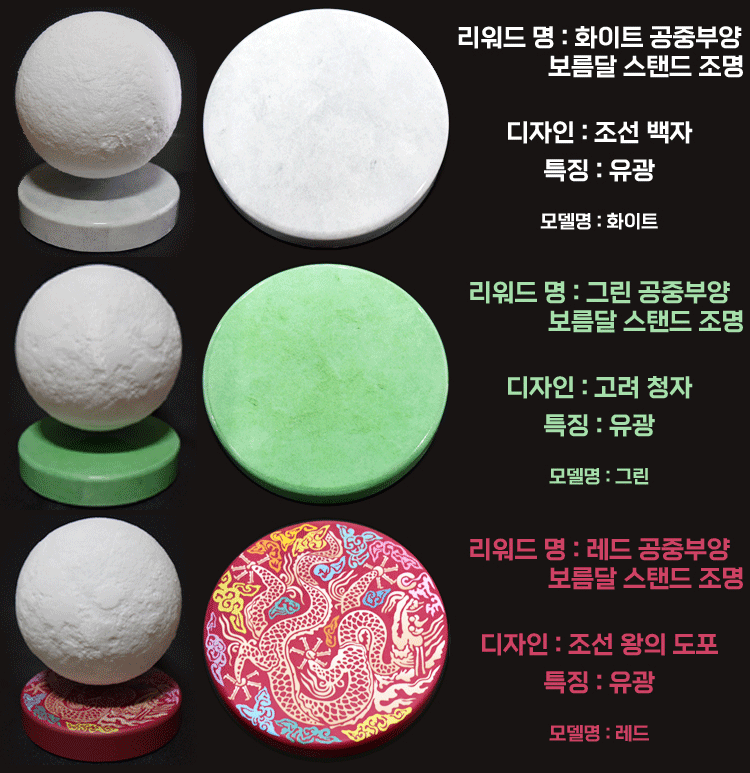 리워드 명 : 화이트 공중부양
보름달 스탠드 조명
디자인 : 조선 백자
특징 : 유광
모델명 : 화이트
리워드 명 : 그린 공중부양
보름달 스탠드 조명
디자인 : 고려 청자
특징 : 유광
모델명 : 그린
리워드 명 : 레드 공중부양
보름달 스탠드 조명
디자인 : 조선 왕의 도포
특징 : 유광
모델명 : 레드